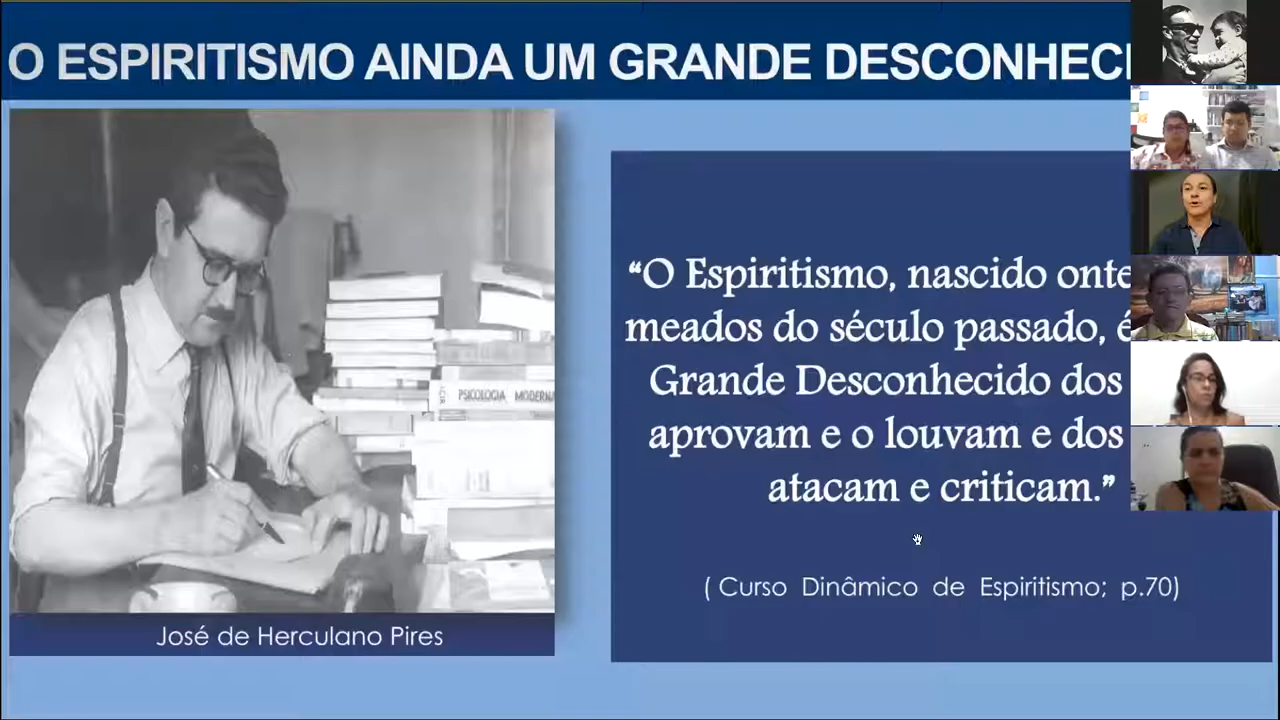 O ESPIRITISMO AINDA UM GRANDE DESCONHECI
“O Espiritismo, nascido onte
meados do século passado, é
Grande Desconhecido dos
aprovam e o louvam e dos
atacam e criticam.”
( Curso Dinâmico de Espiritismo; p.70)
PSICOLOGIA MODERNA
José de Herculano Pires